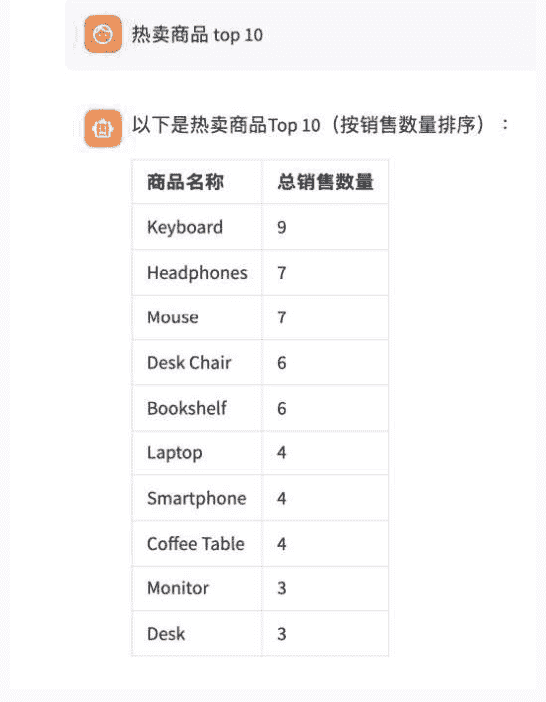 热卖商品 top 10
以下是热卖商品Top 10（按销售数量排序）：
商品名称 总销售数量
Keyboard 9
Headphones 7
Mouse 7
Desk Chair 6
Bookshelf 6
Laptop 4
Smartphone 4
Coffee Table 4
Monitor 3
Desk 3